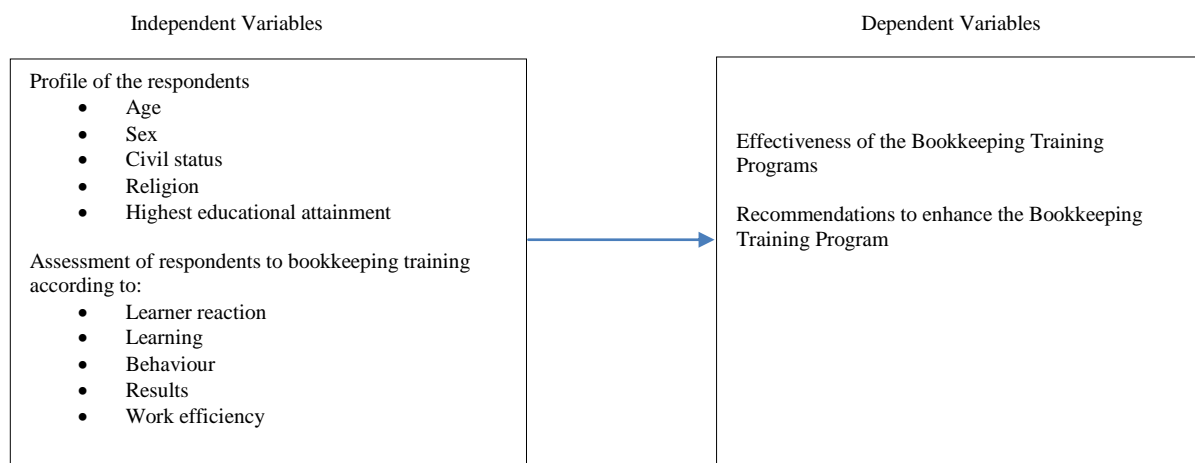 Independent Variables
Dependent Variables
Profile of the respondents
• Age
• Sex
• Civil status
• Religion
• Highest educational attainment
Assessment of respondents to bookkeeping training
according to:
• Learner reaction
• Learning
• Behaviour
• Results
• Work efficiency
Effectiveness of the Bookkeeping Training
Programs
Recommendations to enhance the Bookkeeping
Training Program